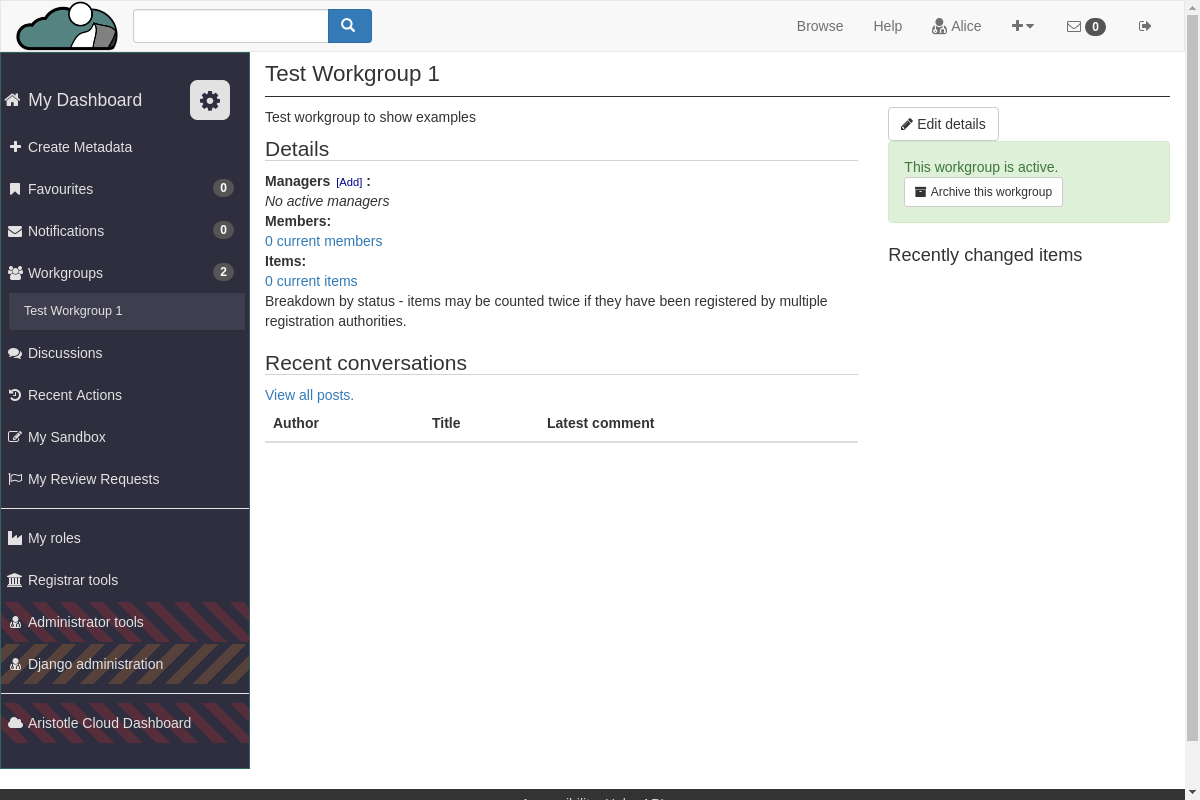 Browse
Help
Alice
0
My Dashboard
Create Metadata
Favourites 0
Notifications 0
Workgroups 2
Test Workgroup 1
Discussions
Recent Actions
My Sandbox
My Review Requests
My roles
Registrar tools
Administrator tools
Django administration
Aristotle Cloud Dashboard
Test Workgroup 1
Test workgroup to show examples
Details
Managers [Add] :
No active managers
Members:
0 current members
Items:
0 current items
Breakdown by status - items may be counted twice if they have been registered by multiple
registration authorities.
Recent conversations
View all posts.
Author Title Latest comment
Edit details
This workgroup is active.
Archive this workgroup
Recently changed items